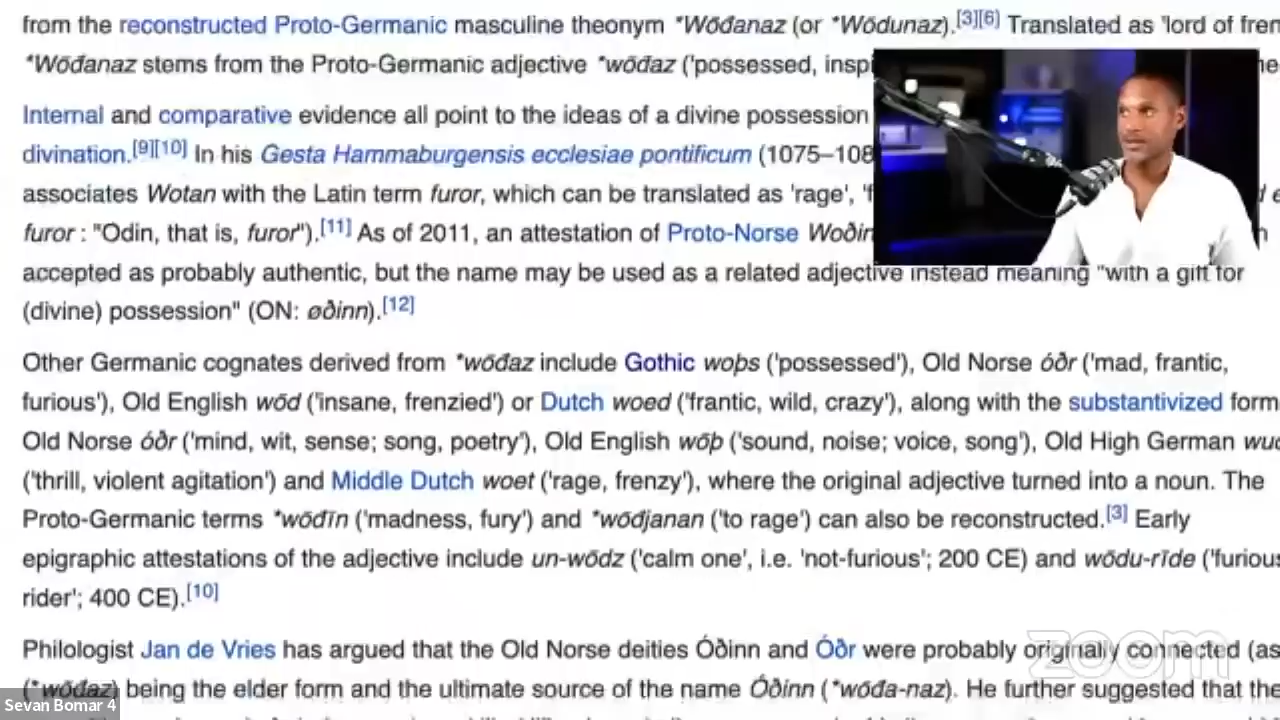 from the reconstructed Proto-Germanic masculine theonym *Wōđanaz (or *Wōdunaz).[3][6] Translated as 'lord of
*Wōđanaz stems from the Proto-Germanic adjective *wōđaz ('possessed,
Internal and comparative evidence all point to the ideas of a divine possession
divination.[9][10] In his Gesta Hammaburgensis ecclesiae pontificum
associates Wotan with the Latin term furor, which can be translated as 'rage',
furor : "Odin, that is, furor").[11] As of 2011, an attestation of Proto-Norse
accepted as probably authentic, but the name may be used as a related adjective instead meaning "with a gift for
(divine) possession" (ON: øðinn).[12]
Other Germanic cognates derived from *wōđaz include Gothic woþs ('possessed'), Old Norse óðr ('mad, frantic,
furious'), Old English wōd ('insane, frenzied') or Dutch woed ('frantic, wild, crazy'), along with the substantivized form
Old Norse óðr ('mind, wit, sense; song, poetry'), Old English wōþ ('sound, noise; voice, song'), Old High German
('thrill, violent agitation') and Middle Dutch woet ('rage, frenzy'), where the original adjective turned into a noun. The
Proto-Germanic terms *wōđīn ('madness, fury') and *wōdjanan ('to rage') can also be reconstructed.[3] Early
epigraphic attestations of the adjective include un-wōdz ('calm one', i.e. 'not-furious'; 200 CE) and wōdu-rīde ('furious
rider'; 400 CE).[10]
Philologist Jan de Vries has argued that the Old Norse deities Óðinn and Óðr were probably originally connected (as
(*wōđaz) being the elder form and the ultimate source of the name Óðinn (*wōđa-naz). He further suggested that the
zoom
Sevan Bomar 4